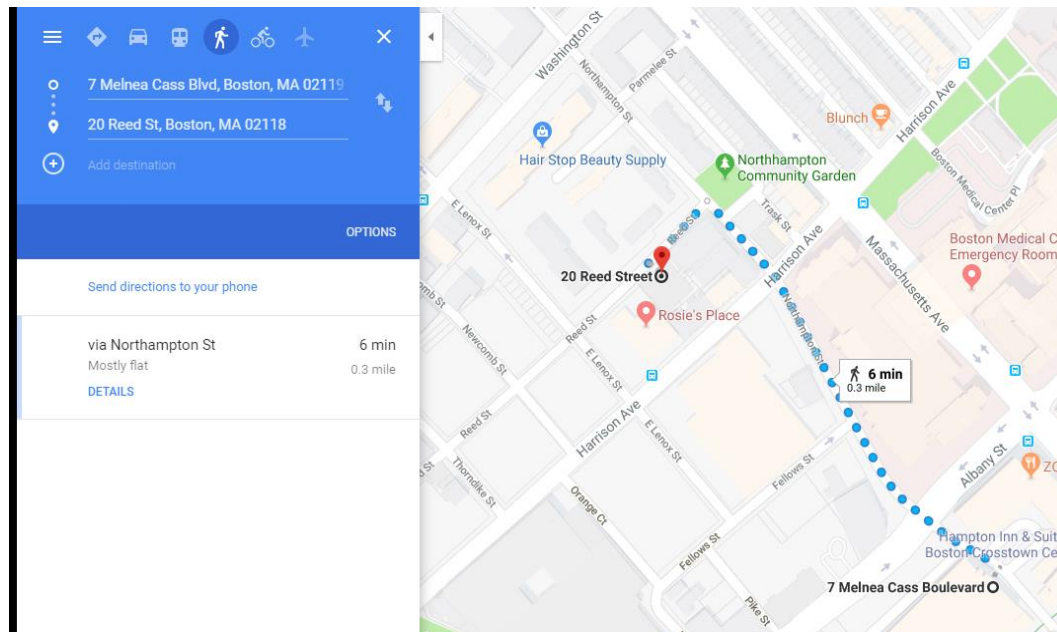 7 Melnea Cass Blvd, Boston, MA 02119
20 Reed St, Boston, MA 02118
Add destination
OPTIONS
Send directions to your phone
via Northampton St
6 min
Mostly flat
0.3 mile
DETAILS
Washington St
Northampton St
Parmelee St
Blunch
Harrison Ave
Hair Stop Beauty Supply
Northhampton
Community Garden
Boston Medical Center Pl
E Lenox St
Reed St
Trask St
Harrison Ave
Massachusetts Ave
Boston Medical C
Emergency Room
20 Reed Street
Rosie's Place
Northampton St
Newcomb St
Reed St
E Lenox St
6 min
0.3 mile
Reed St
Harrison Ave
E Lenox St
Fellows St
Albany St
Thorndike St
Orange Ct
Hampton Inn & Suit
Boston Crosstown Ce
Fellows St
7 Melnea Cass Boulevard
Pike St